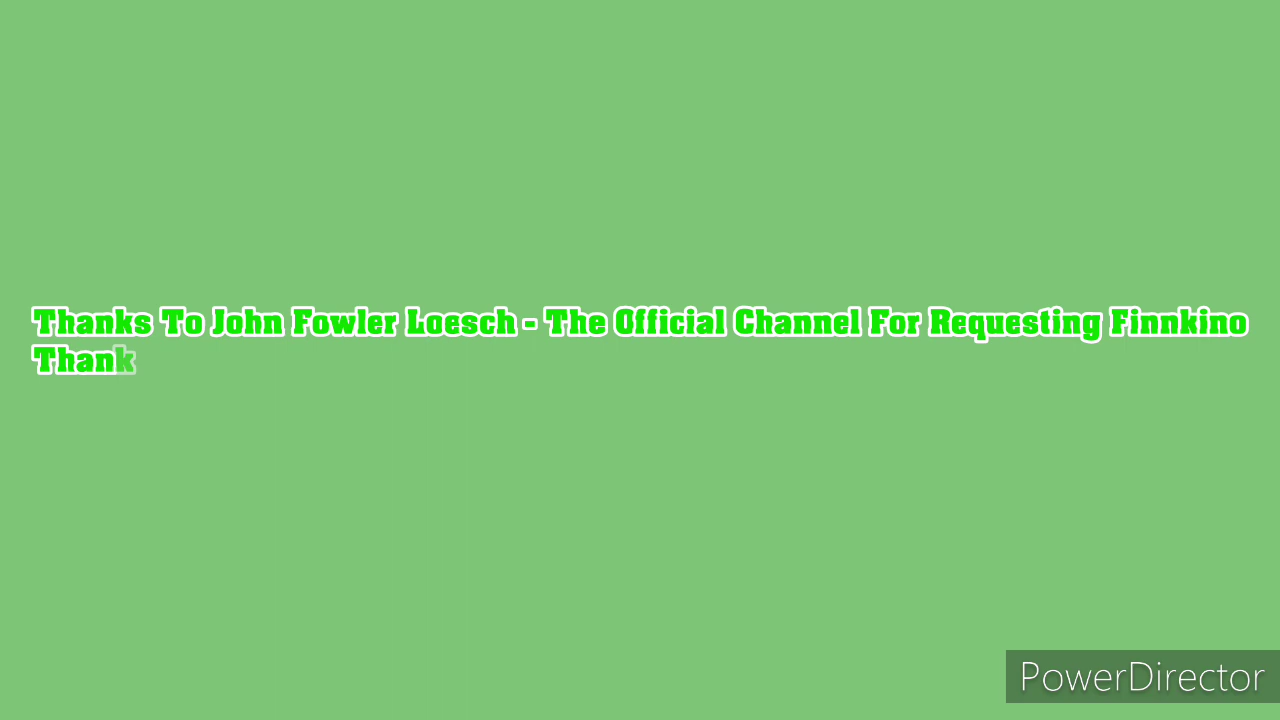 Thanks To John Fowler Loesch - The Official Channel For Requesting Finnkino
Thank
PowerDirector